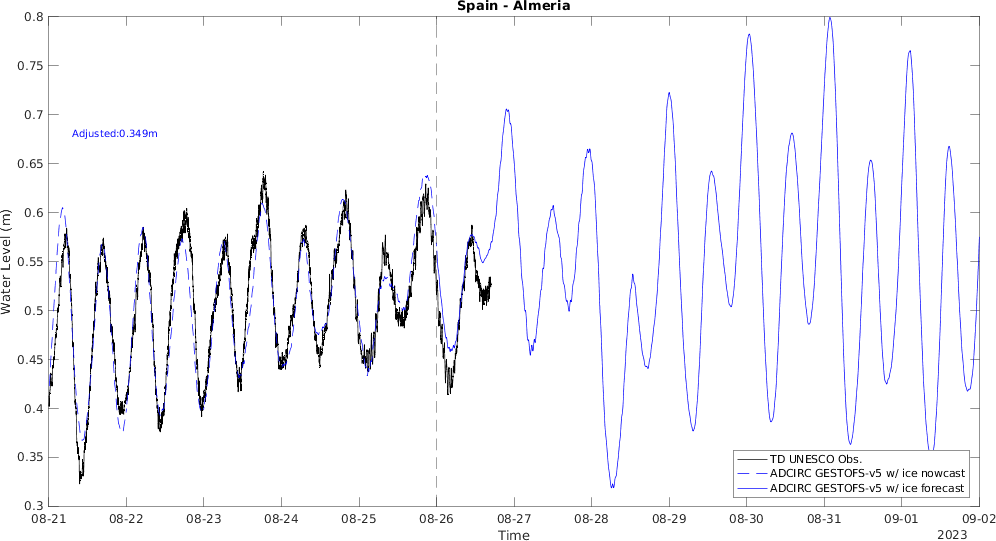 Spain - Almeria
0.8
0.75
0.7
0.65
0.6
0.55
0.5
0.45
0.4
0.35
0.3
Water Level (m)
Adjusted:0.349m
TD UNESCO Obs.
ADCIRC GESTOFS-v5 w/ ice nowcast
ADCIRC GESTOFS-v5 w/ ice forecast
08-21 08-22 08-23 08-24 08-25 08-26 08-27 08-28 08-29 08-30 08-31 09-01 09-02
Time
2023